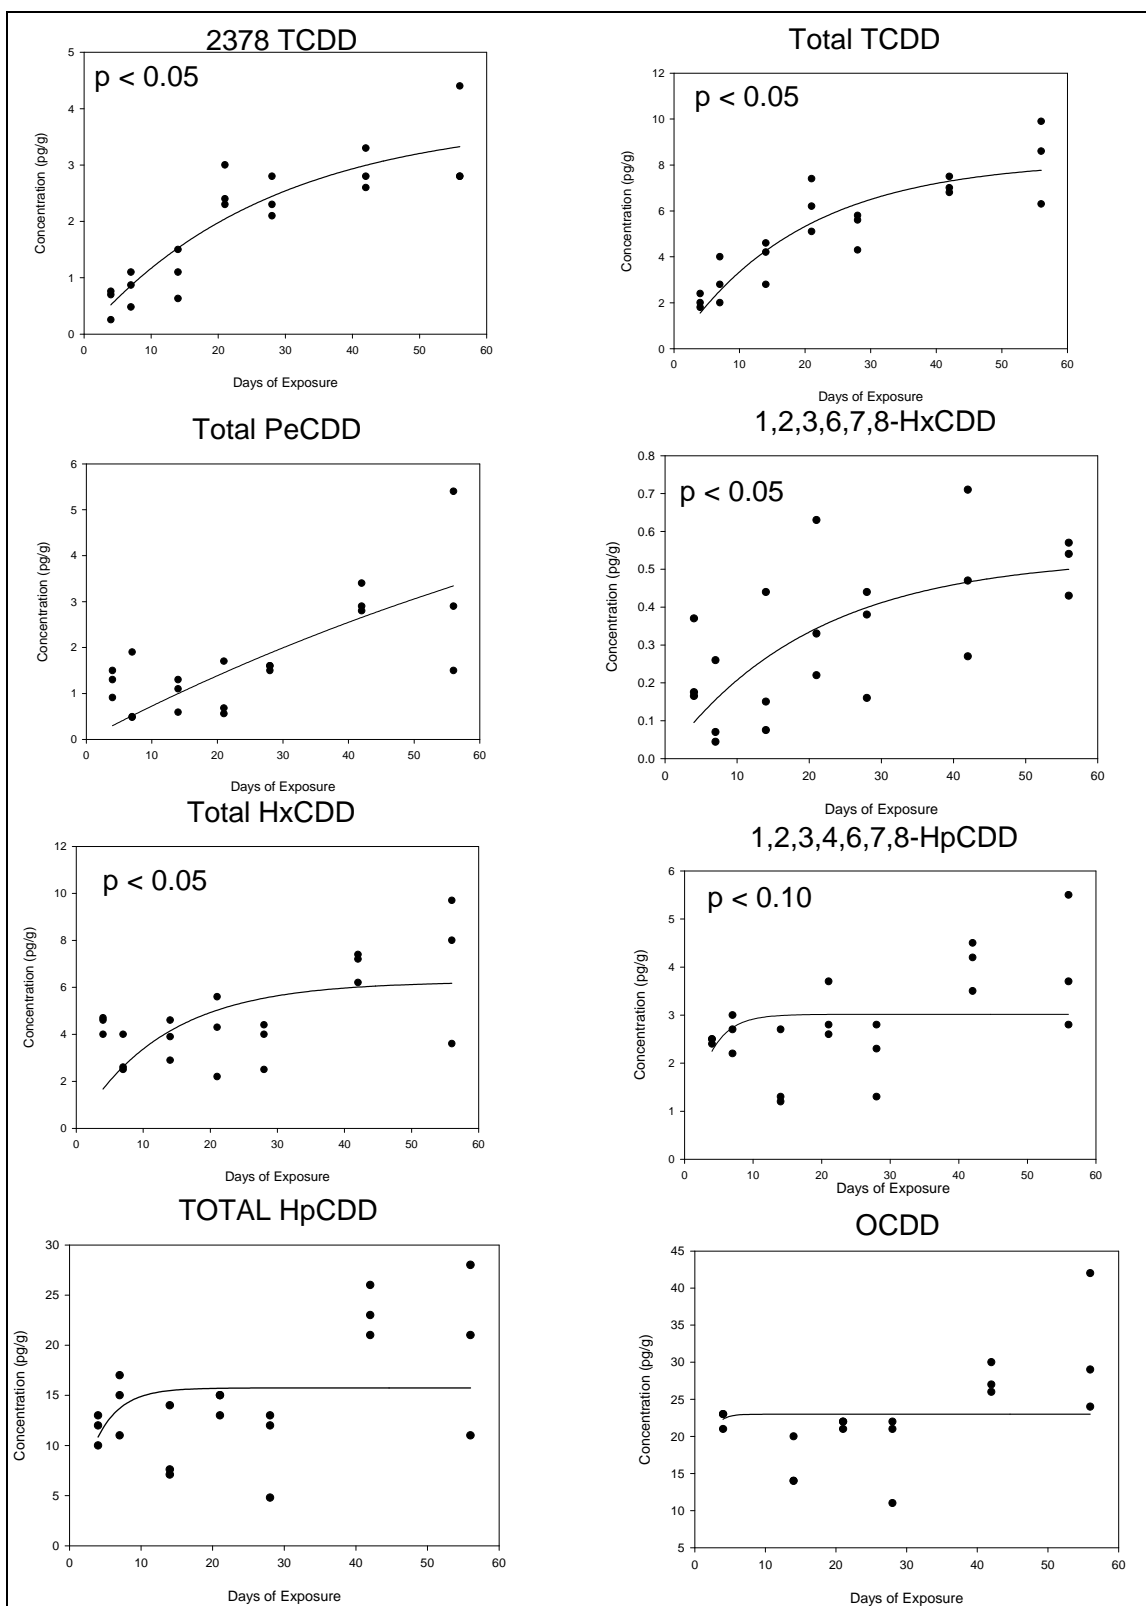 2378 TCDD
p < 0.05
5
4
3
2
1
0
Concentration (pg/g)
0 10 20 30 40 50 60
Days of Exposure
Total TCDD
p < 0.05
12
10
8
6
4
2
0
Concentration (pg/g)
0 10 20 30 40 50 60
Days of Exposure
Total PeCDD
6
5
4
3
2
1
0
Concentration (pg/g)
0 10 20 30 40 50 60
Days of Exposure
1,2,3,6,7,8-HxCDD
p < 0.05
0.8
0.7
0.6
0.5
0.4
0.3
0.2
0.1
0.0
Concentration (pg/g)
0 10 20 30 40 50 60
Days of Exposure
Total HxCDD
p < 0.05
12
10
8
6
4
2
0
Concentration (pg/g)
0 10 20 30 40 50 60
Days of Exposure
1,2,3,4,6,7,8-HpCDD
p < 0.10
6
5
4
3
2
1
0
Concentration (pg/g)
0 10 20 30 40 50 60
Days of Exposure
TOTAL HpCDD
30
25
20
15
10
5
0
Concentration (pg/g)
0 10 20 30 40 50 60
Days of Exposure
OCDD
45
40
35
30
25
20
15
10
5
Concentration (pg/g)
0 10 20 30 40 50 60
Days of Exposure